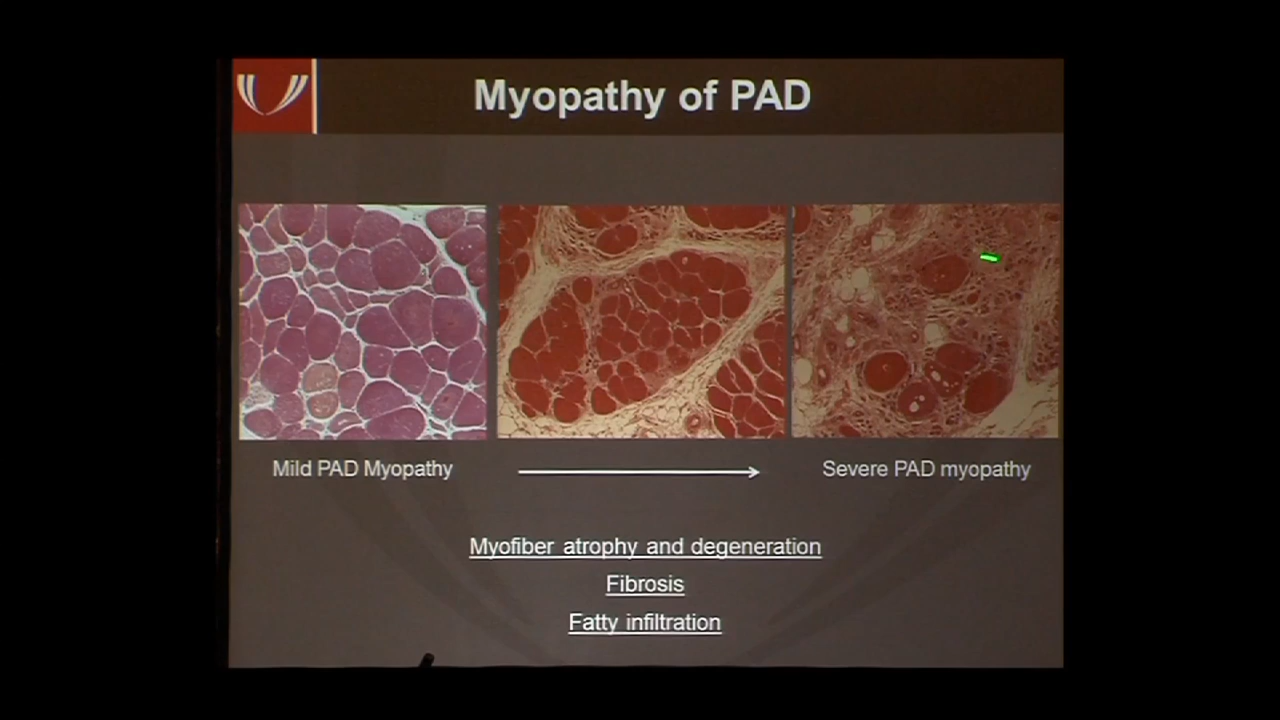 Myopathy of PAD
Mild PAD Myopathy
Severe PAD myopathy
Myofiber atrophy and degeneration
Fibrosis
Fatty infiltration